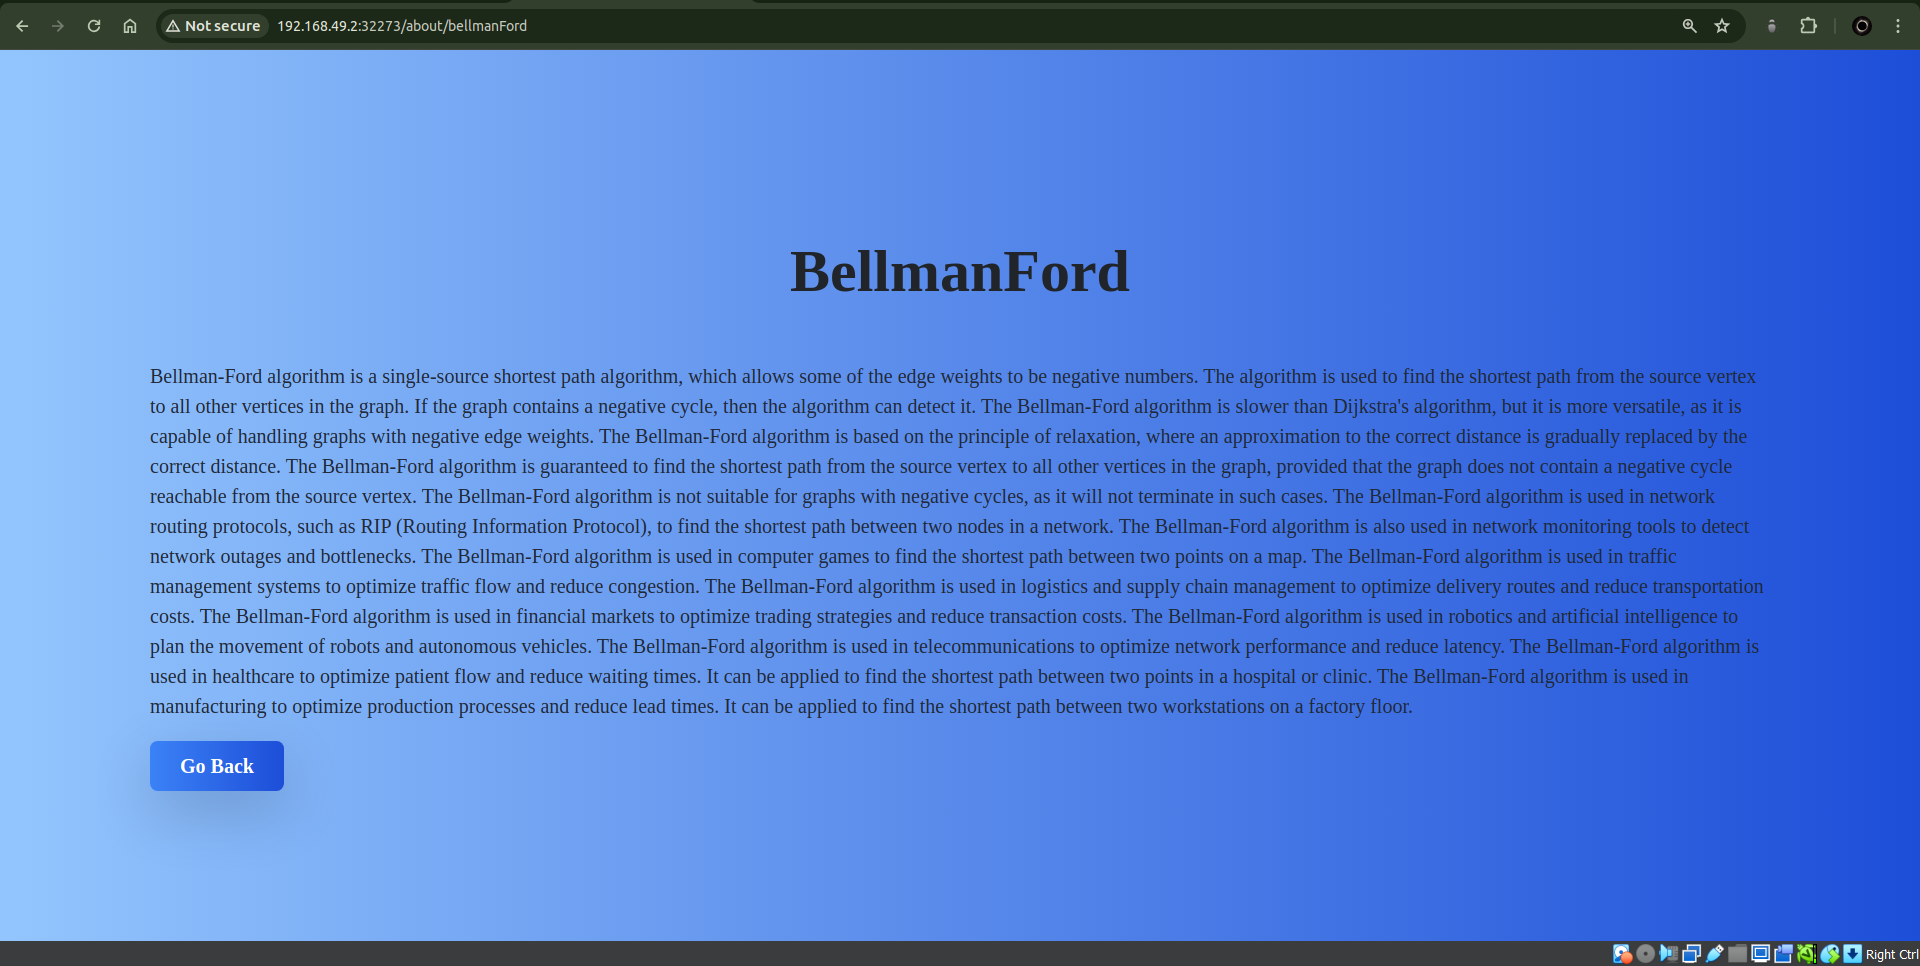 Not secure 192.168.49.2:32273/about/bellmanFord
BellmanFord
Bellman-Ford algorithm is a single-source shortest path algorithm, which allows some of the edge weights to be negative numbers. The algorithm is used to find the shortest path from the source vertex
to all other vertices in the graph. If the graph contains a negative cycle, then the algorithm can detect it. The Bellman-Ford algorithm is slower than Dijkstra's algorithm, but it is more versatile, as it is
capable of handling graphs with negative edge weights. The Bellman-Ford algorithm is based on the principle of relaxation, where an approximation to the correct distance is gradually replaced by the
correct distance. The Bellman-Ford algorithm is guaranteed to find the shortest path from the source vertex to all other vertices in the graph, provided that the graph does not contain a negative cycle
reachable from the source vertex. The Bellman-Ford algorithm is not suitable for graphs with negative cycles, as it will not terminate in such cases. The Bellman-Ford algorithm is used in network
routing protocols, such as RIP (Routing Information Protocol), to find the shortest path between two nodes in a network. The Bellman-Ford algorithm is also used in network monitoring tools to detect
network outages and bottlenecks. The Bellman-Ford algorithm is used in computer games to find the shortest path between two points on a map. The Bellman-Ford algorithm is used in traffic
management systems to optimize traffic flow and reduce congestion. The Bellman-Ford algorithm is used in logistics and supply chain management to optimize delivery routes and reduce transportation
costs. The Bellman-Ford algorithm is used in financial markets to optimize trading strategies and reduce transaction costs. The Bellman-Ford algorithm is used in robotics and artificial intelligence to
plan the movement of robots and autonomous vehicles. The Bellman-Ford algorithm is used in telecommunications to optimize network performance and reduce latency. The Bellman-Ford algorithm is
used in healthcare to optimize patient flow and reduce waiting times. It can be applied to find the shortest path between two points in a hospital or clinic. The Bellman-Ford algorithm is used in
manufacturing to optimize production processes and reduce lead times. It can be applied to find the shortest path between two workstations on a factory floor.
Go Back
Right Ctrl